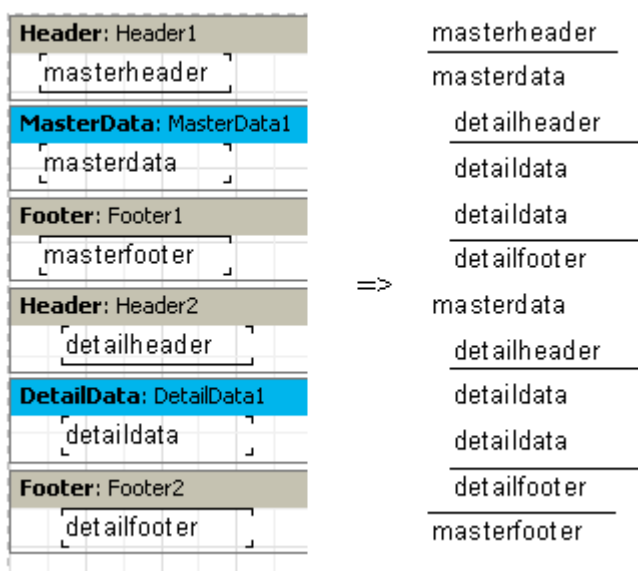 Header: Header1
masterheader
MasterData: MasterData1
masterdata
Footer: Footer1
masterfooter
Header: Header2
detailheader
DetailData: DetailData1
detaildata
Footer: Footer2
detailfooter
=>
masterheader
masterdata
detailheader
detaildata
detaildata
detailfooter
masterdata
detailheader
detaildata
detaildata
detailfooter
masterfooter